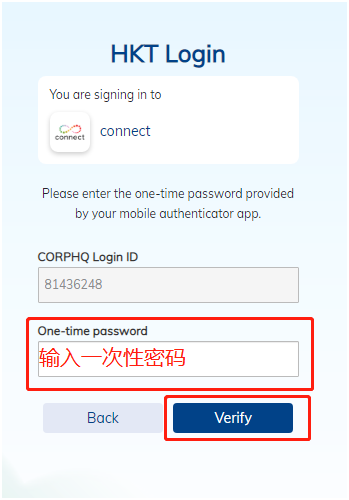 HKT Login
You are signing in to
connect
connect
Please enter the one-time password provided
by your mobile authenticator app.
CORPHQ Login ID
81436248
One-time password
输入一次性密码
Back
Verify